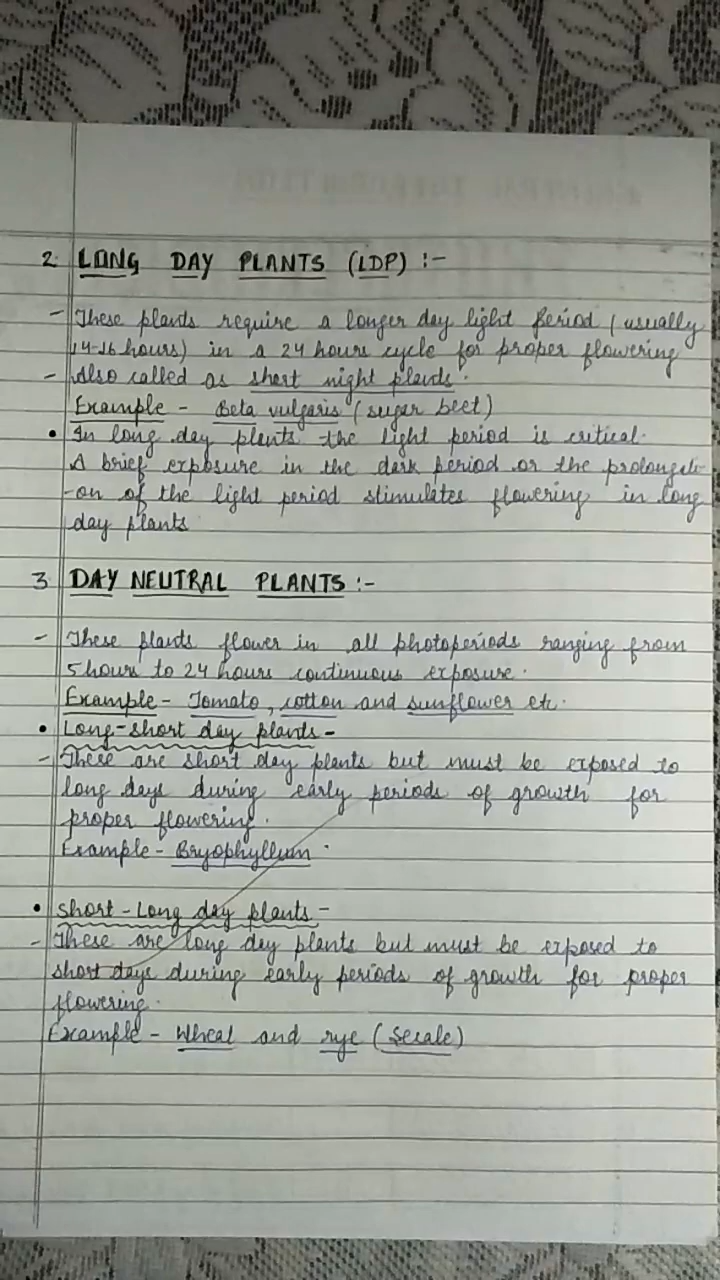 2. LONG DAY PLANTS (LDP) :-
- These plants require a longer day light period (usually
14-16 hours) in a 24 hours cycle for proper flowering
- Also called as short night plants.
Example - Beta vulgaris (sugar beet)
• In long day plants the light period is critical.
A brief exposure in the dark period or the prolongati-
-on of the light period stimulates flowering in long
day plants
3 DAY NEUTRAL PLANTS :-
- These plants flower in all photoperiods ranging from
5 hours to 24 hours continuous exposure.
Example - Tomato, cotton and sunflower etc.
• Long-short day plants -
- These are short day plants but must be exposed to
long days during early periods of growth for
proper flowering.
Example - Bryophyllum.
• Short-Long day plants -
- These are long day plants but must be exposed to
short days during early periods of growth for proper
flowering.
Example - Wheat and rye (Secale)